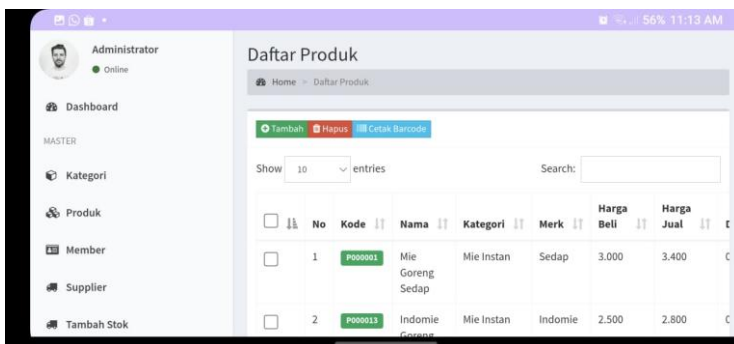 56% 11:13 AM
Administrator
Online
Dashboard
MASTER
Kategori
Produk
Member
Supplier
Tambah Stok
Daftar Produk
Home > Daftar Produk
Tambah Hapus Cetak Barcode
Show 10 entries Search:
No Kode Nama Kategori Merk Harga Beli Harga Jual
1 P000001 Mie Goreng Sedap Mie Instan Sedap 3.000 3.400
2 P000013 Indomie Goreng Mie Instan Indomie 2.500 2.800